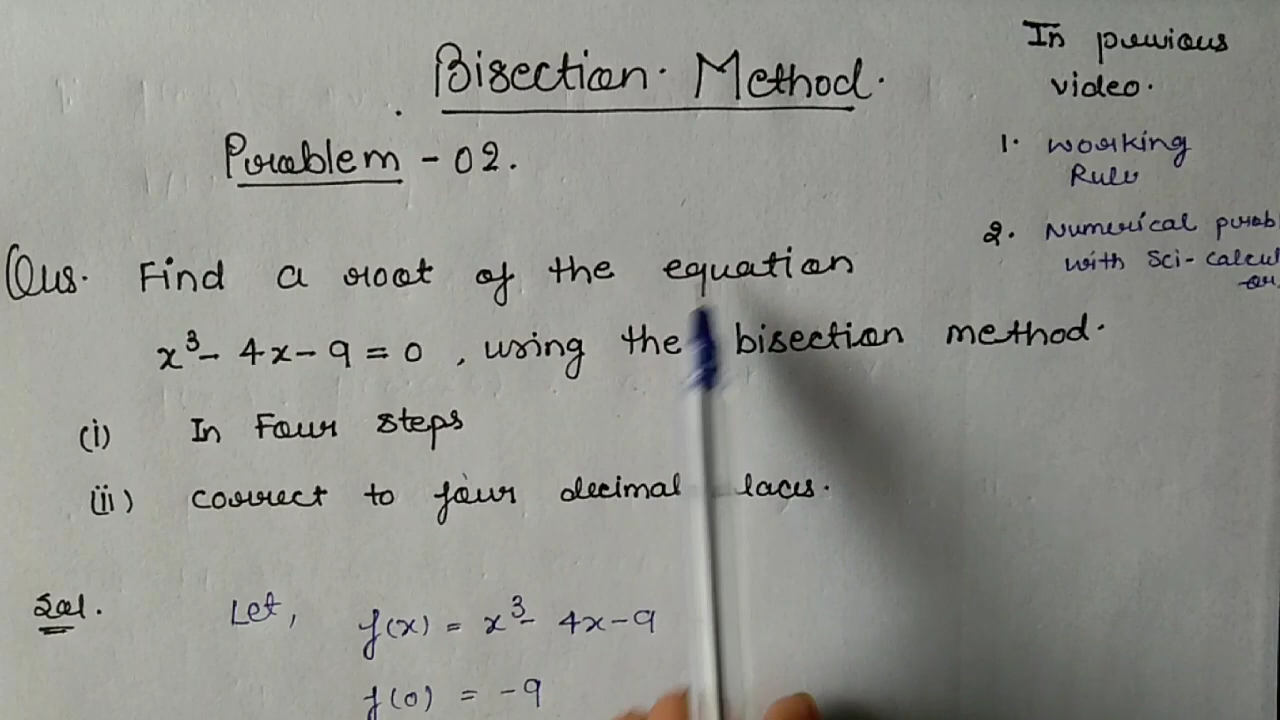 Bisection Method.
Problem - 02.
In previous
video.
1. Working
Rule
2. Numerical prob
with Sci-calcul
or
Qus. Find a root of the equation
x³- 4x - 9 = 0 , using the bisection method.
(i) In Four steps
(ii) correct to four decimal laces.
Sol. Let, f(x) = x³- 4x-9
f(0) = -9